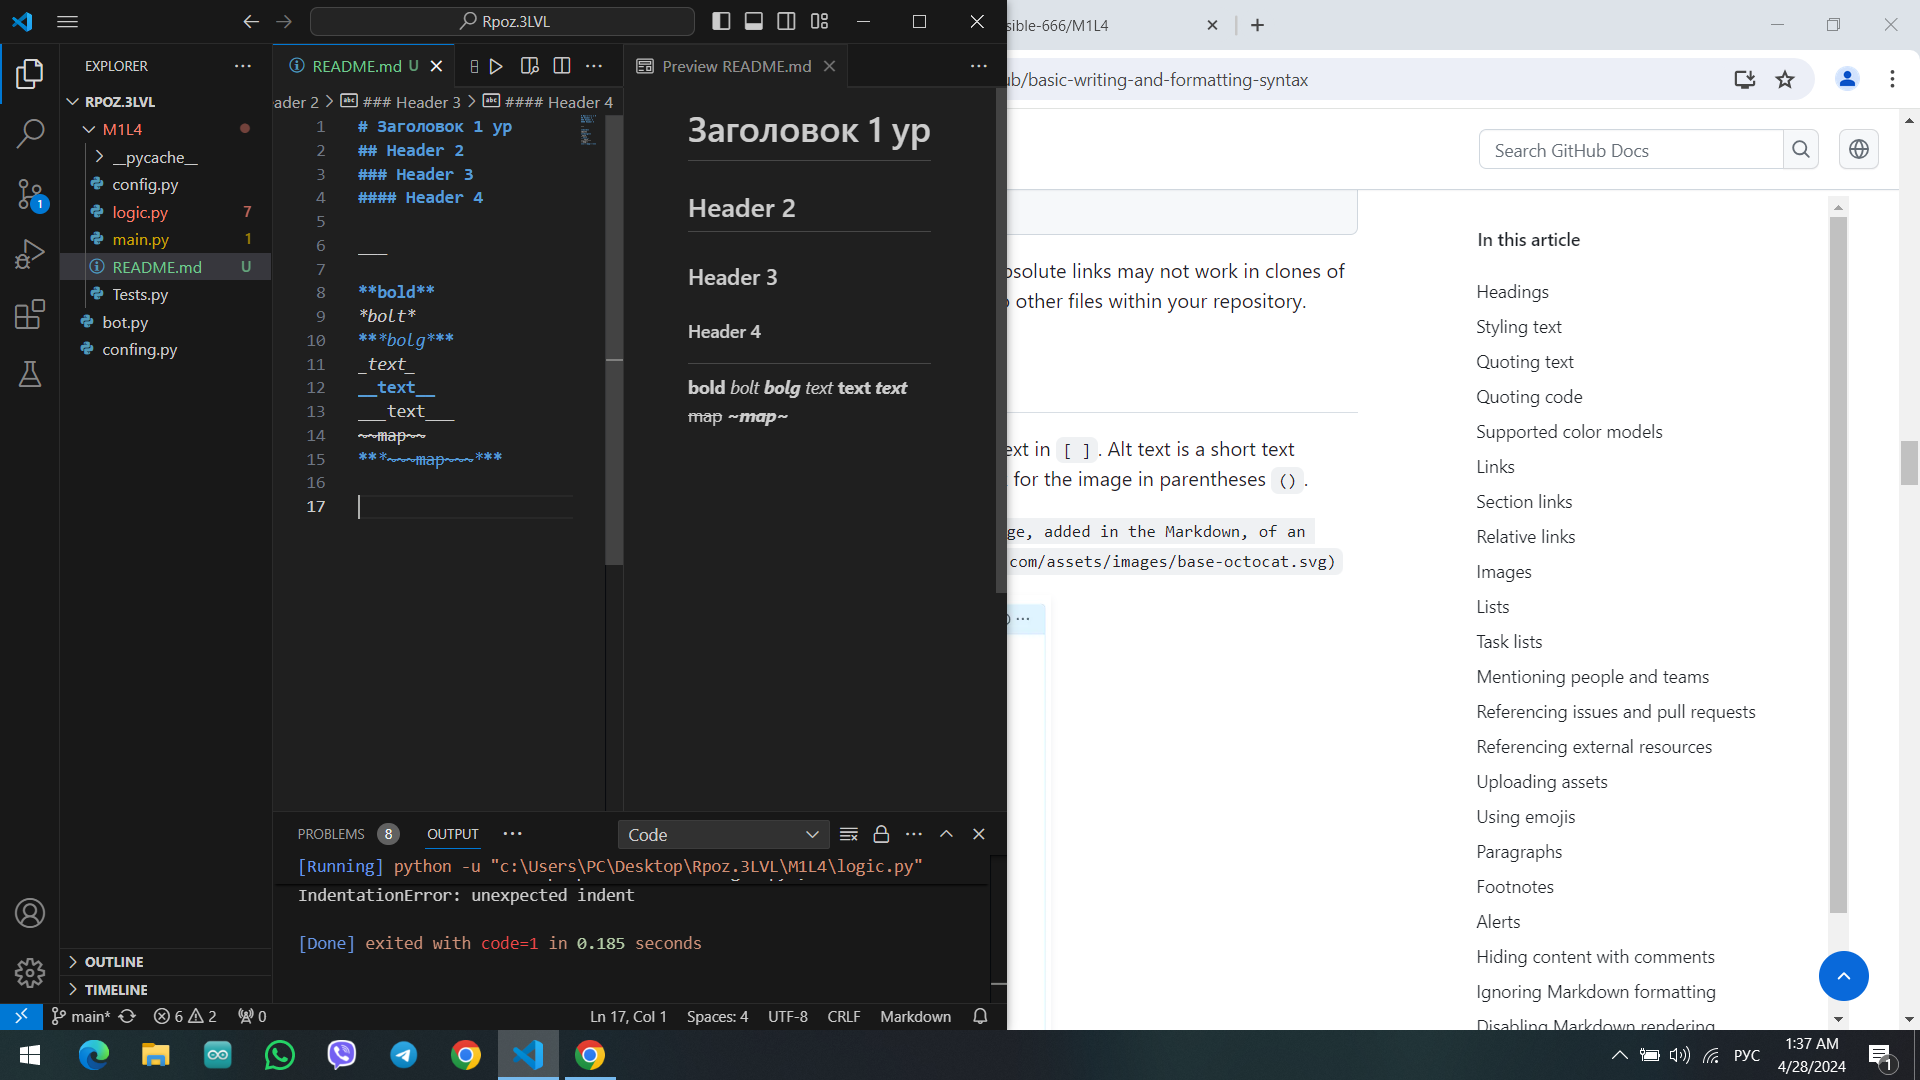 Rpoz.3LVL
EXPLORER
RPOZ.3LVL
M1L4
__pycache__
config.py
logic.py 7
main.py 1
README.md U
Tests.py
bot.py
confing.py
OUTLINE
TIMELINE
README.md U
ader 2 > ### Header 3 > #### Header 4
1 # Заголовок 1 ур
2 ## Header 2
3 ### Header 3
4 #### Header 4
5
6 ___
7
8 **bold**
9 *bolt*
10 ***bolg***
11 _text_
12 __text__
13 ___text___
14 ~~map~~
15 ***~~~map~~~***
16
17
Preview README.md
Заголовок 1 ур
Header 2
Header 3
Header 4
bold bolt bolg text text text
map ~map~
PROBLEMS 8 OUTPUT
Code
[Running] python -u "c:\Users\PC\Desktop\Rpoz.3LVL\M1L4\logic.py"
IndentationError: unexpected indent
[Done] exited with code=1 in 0.185 seconds
main* 6 2 0
Ln 17, Col 1 Spaces: 4 UTF-8 CRLF Markdown
sible-666/M1L4
ub/basic-writing-and-formatting-syntax
Search GitHub Docs
bsolute links may not work in clones of
o other files within your repository.
ext in [ ]. Alt text is a short text
for the image in parentheses ().
ge, added in the Markdown, of an
com/assets/images/base-octocat.svg)
In this article
Headings
Styling text
Quoting text
Quoting code
Supported color models
Links
Section links
Relative links
Images
Lists
Task lists
Mentioning people and teams
Referencing issues and pull requests
Referencing external resources
Uploading assets
Using emojis
Paragraphs
Footnotes
Alerts
Hiding content with comments
Ignoring Markdown formatting
Disabling Markdown rendering
1
РУС
1:37 AM
4/28/2024
1